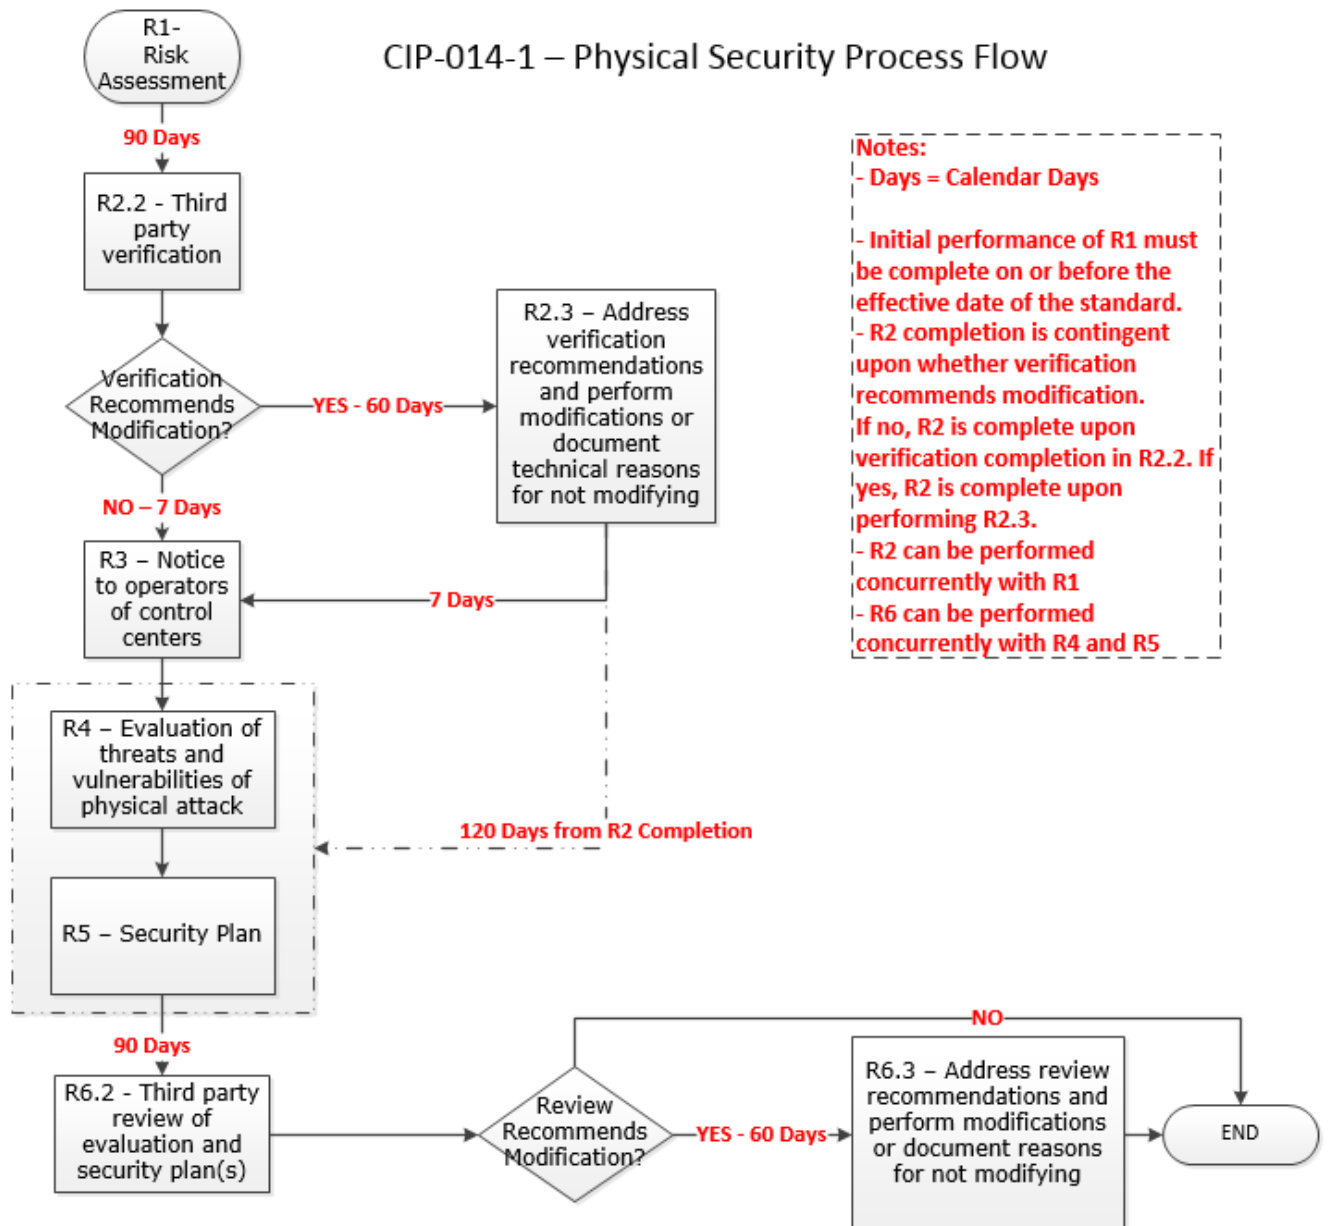 R1-
Risk
Assessment
CIP-014-1 – Physical Security Process Flow
90 Days
R2.2 - Third
party
verification
Notes:
- Days = Calendar Days
- Initial performance of R1 must
be complete on or before the
effective date of the standard.
- R2 completion is contingent
upon whether verification
recommends modification.
If no, R2 is complete upon
verification completion in R2.2. If
yes, R2 is complete upon
performing R2.3.
- R2 can be performed
concurrently with R1
- R6 can be performed
concurrently with R4 and R5
Verification
Recommends
Modification?
YES - 60 Days
R2.3 – Address
verification
recommendations
and perform
modifications or
document
technical reasons
for not modifying
NO – 7 Days
R3 – Notice
to operators
of control
centers
7 Days
R4 – Evaluation of
threats and
vulnerabilities of
physical attack
120 Days from R2 Completion
R5 – Security Plan
90 Days
R6.2 - Third party
review of
evaluation and
security plan(s)
Review
Recommends
Modification?
NO
YES - 60 Days
R6.3 – Address review
recommendations and
perform modifications
or document reasons
for not modifying
END